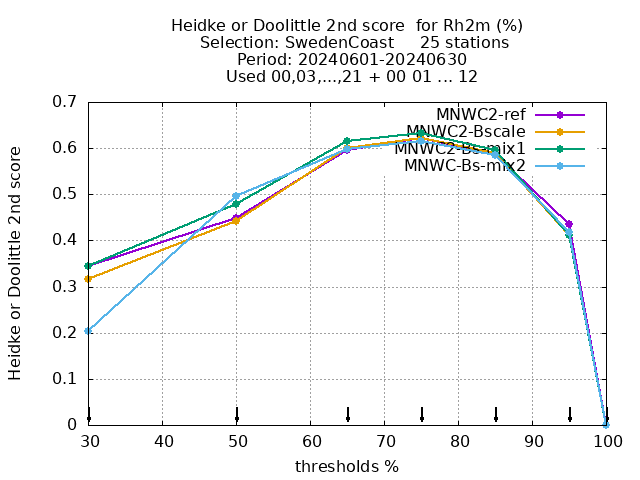 Heidke or Doolittle 2nd score  for Rh2m (%)
Selection: SwedenCoast     25 stations
Period: 20240601-20240630
Used 00,03,...,21 + 00 01 ... 12
Heidke or Doolittle 2nd score
0.7
0.6
0.5
0.4
0.3
0.2
0.1
0
MNWC2-ref
MNWC2-Bscale
MNWC2-Bs-mix1
MNWC-Bs-mix2
30 40 50 60 70 80 90 100
thresholds %